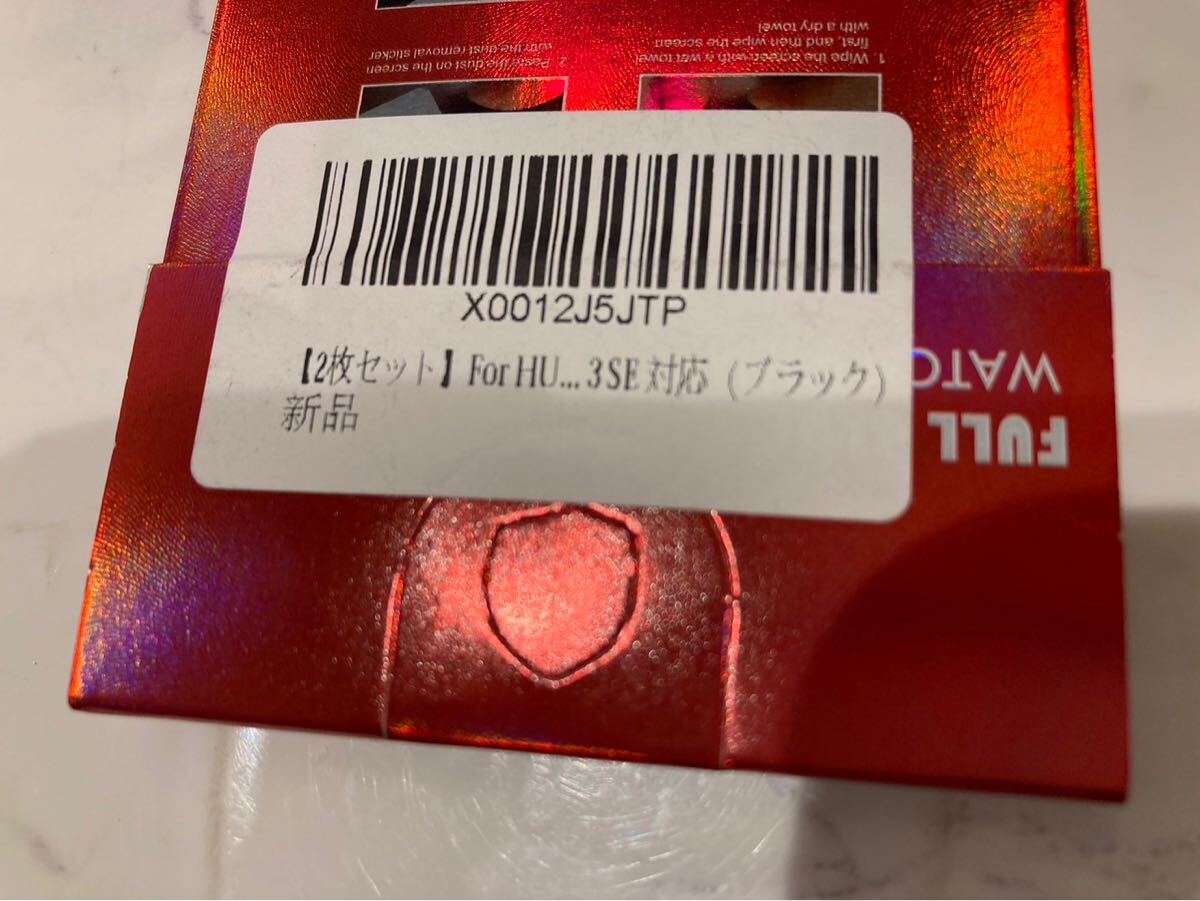 1. Wipe the screen with a wet towel
first, and then wipe the screen
with a dry towel
2. Paste the dust on the screen
with the dust removal sticker
X0012J5JTP
【2枚セット】For HU... 3 SE 対応 (ブラック)
新品
FULL
WATC